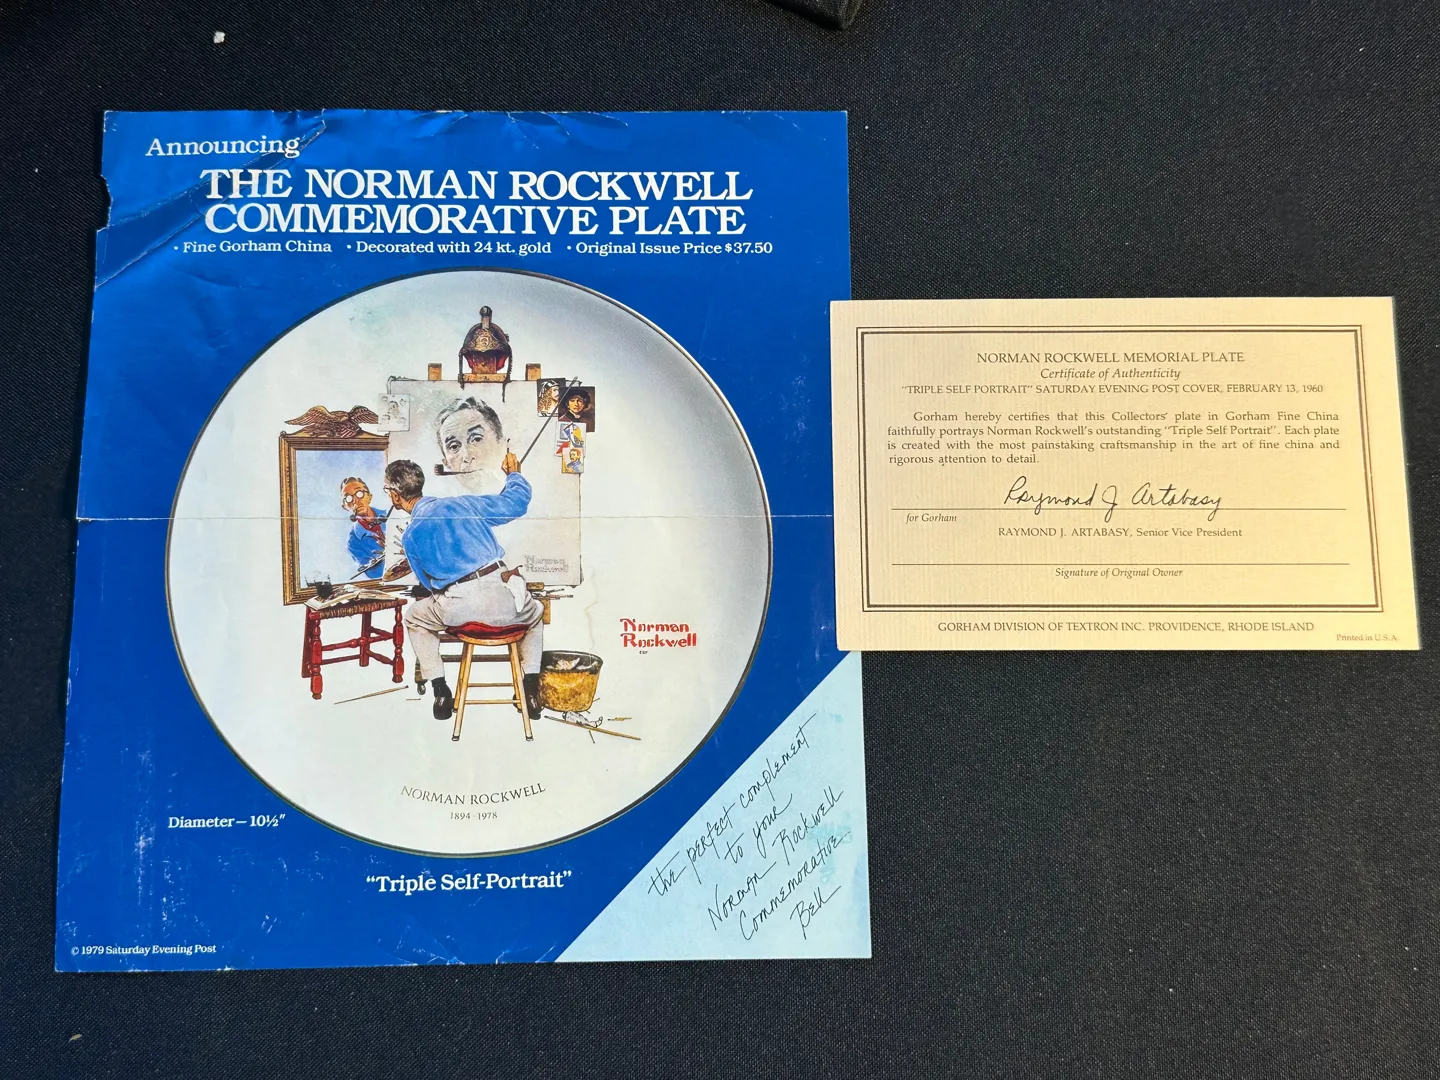 Announcing
THE NORMAN ROCKWELL
COMMEMORATIVE PLATE
• Fine Gorham China • Decorated with 24 kt. gold • Original Issue Price $37.50
Norman
Rockwell
Norman
Rockwell
NORMAN ROCKWELL
1894-1978
Diameter – 10½"
"Triple Self-Portrait"
© 1979 Saturday Evening Post
the perfect complement
to your
Norman Rockwell
Commemorative
Bell
NORMAN ROCKWELL MEMORIAL PLATE
Certificate of Authenticity
"TRIPLE SELF PORTRAIT" SATURDAY EVENING POST COVER, FEBRUARY 13, 1960
Gorham hereby certifies that this Collectors' plate in Gorham Fine China
faithfully portrays Norman Rockwell's outstanding "Triple Self Portrait". Each plate
is created with the most painstaking craftsmanship in the art of fine china and
rigorous attention to detail.
Raymond J Artabasy
for Gorham
RAYMOND J. ARTABASY, Senior Vice President
Signature of Original Owner
GORHAM DIVISION OF TEXTRON INC. PROVIDENCE, RHODE ISLAND
Printed in U.S.A.